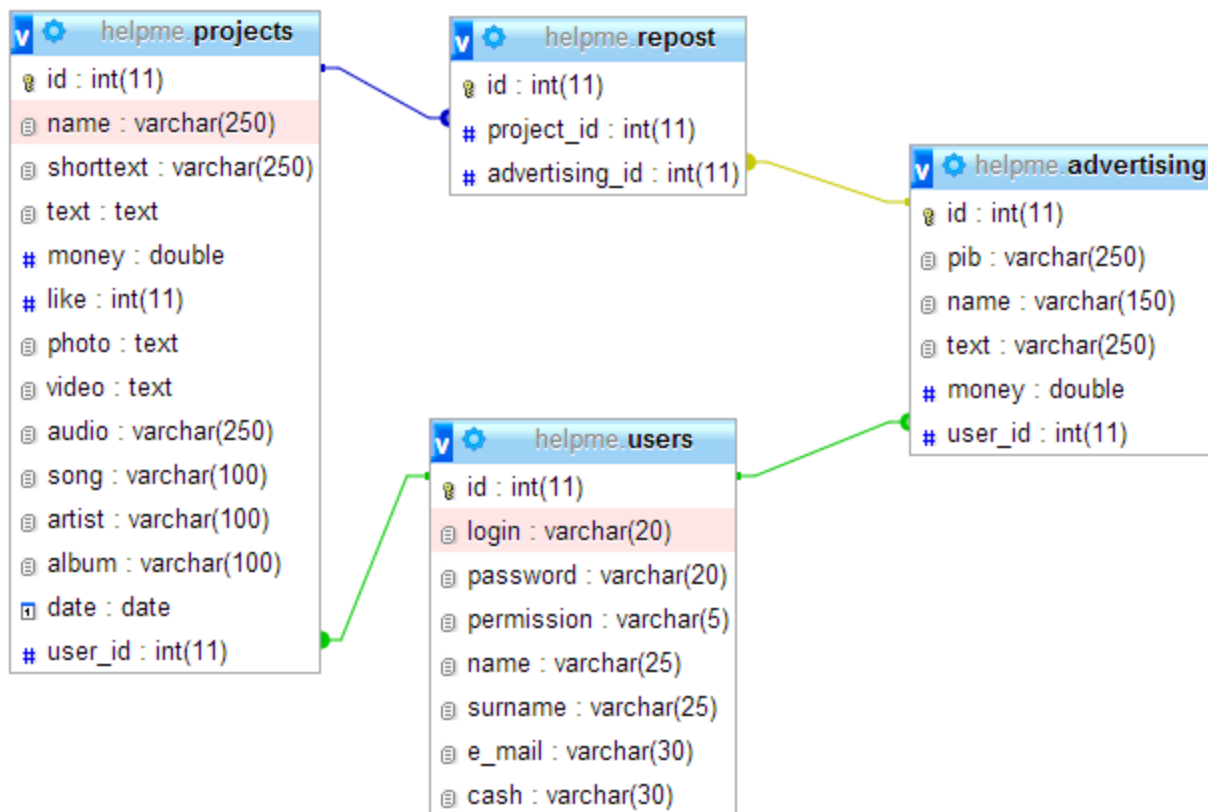 helpme.projects
id : int(11)
name : varchar(250)
shorttext : varchar(250)
text : text
money : double
like : int(11)
photo : text
video : text
audio : varchar(250)
song : varchar(100)
artist : varchar(100)
album : varchar(100)
date : date
user_id : int(11)
helpme.repost
id : int(11)
project_id : int(11)
advertising_id : int(11)
helpme.advertising
id : int(11)
pib : varchar(250)
name : varchar(150)
text : varchar(250)
money : double
user_id : int(11)
helpme.users
id : int(11)
login : varchar(20)
password : varchar(20)
permission : varchar(5)
name : varchar(25)
surname : varchar(25)
e_mail : varchar(30)
cash : varchar(30)